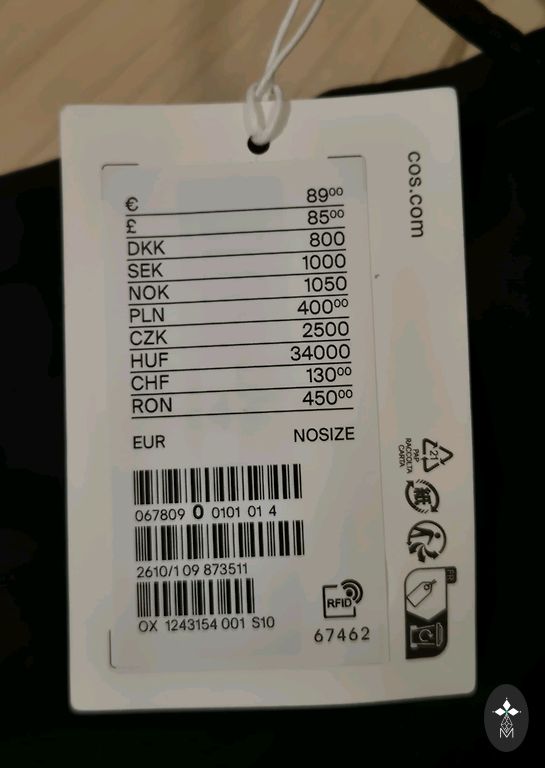 € 89⁰⁰
£ 85⁰⁰
DKK 800
SEK 1000
NOK 1050
PLN 400⁰⁰
CZK 2500
HUF 34000
CHF 130⁰⁰
RON 450⁰⁰
EUR NOSIZE
067809 0 0101 01 4
2610/1 09 873511
OX 1243154 001 S10
RFID
67462
cos.com
21
PAP
RACCOLTA
CARTA
紙
FR
M